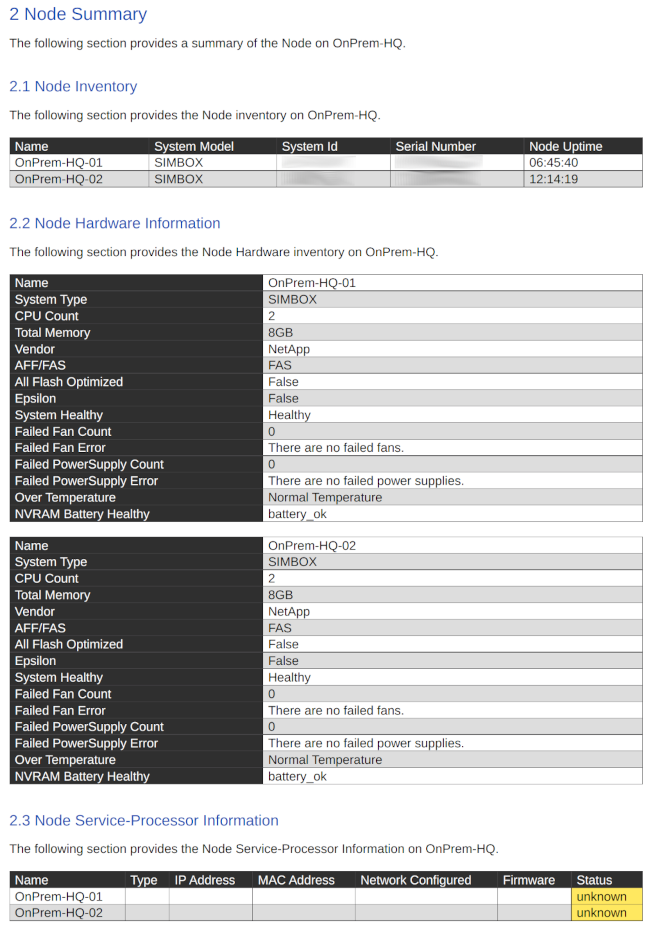 2 Node Summary
The following section provides a summary of the Node on OnPrem-HQ.
2.1 Node Inventory
The following section provides the Node inventory on OnPrem-HQ.
Name System Model System Id Serial Number Node Uptime
OnPrem-HQ-01 SIMBOX 06:45:40
OnPrem-HQ-02 SIMBOX 12:14:19
2.2 Node Hardware Information
The following section provides the Node Hardware inventory on OnPrem-HQ.
Name OnPrem-HQ-01
System Type SIMBOX
CPU Count 2
Total Memory 8GB
Vendor NetApp
AFF/FAS FAS
All Flash Optimized False
Epsilon False
System Healthy Healthy
Failed Fan Count 0
Failed Fan Error There are no failed fans.
Failed PowerSupply Count 0
Failed PowerSupply Error There are no failed power supplies.
Over Temperature Normal Temperature
NVRAM Battery Healthy battery_ok
Name OnPrem-HQ-02
System Type SIMBOX
CPU Count 2
Total Memory 8GB
Vendor NetApp
AFF/FAS FAS
All Flash Optimized False
Epsilon False
System Healthy Healthy
Failed Fan Count 0
Failed Fan Error There are no failed fans.
Failed PowerSupply Count 0
Failed PowerSupply Error There are no failed power supplies.
Over Temperature Normal Temperature
NVRAM Battery Healthy battery_ok
2.3 Node Service-Processor Information
The following section provides the Node Service-Processor Information on OnPrem-HQ.
Name Type IP Address MAC Address Network Configured Firmware Status
OnPrem-HQ-01 unknown
OnPrem-HQ-02 unknown